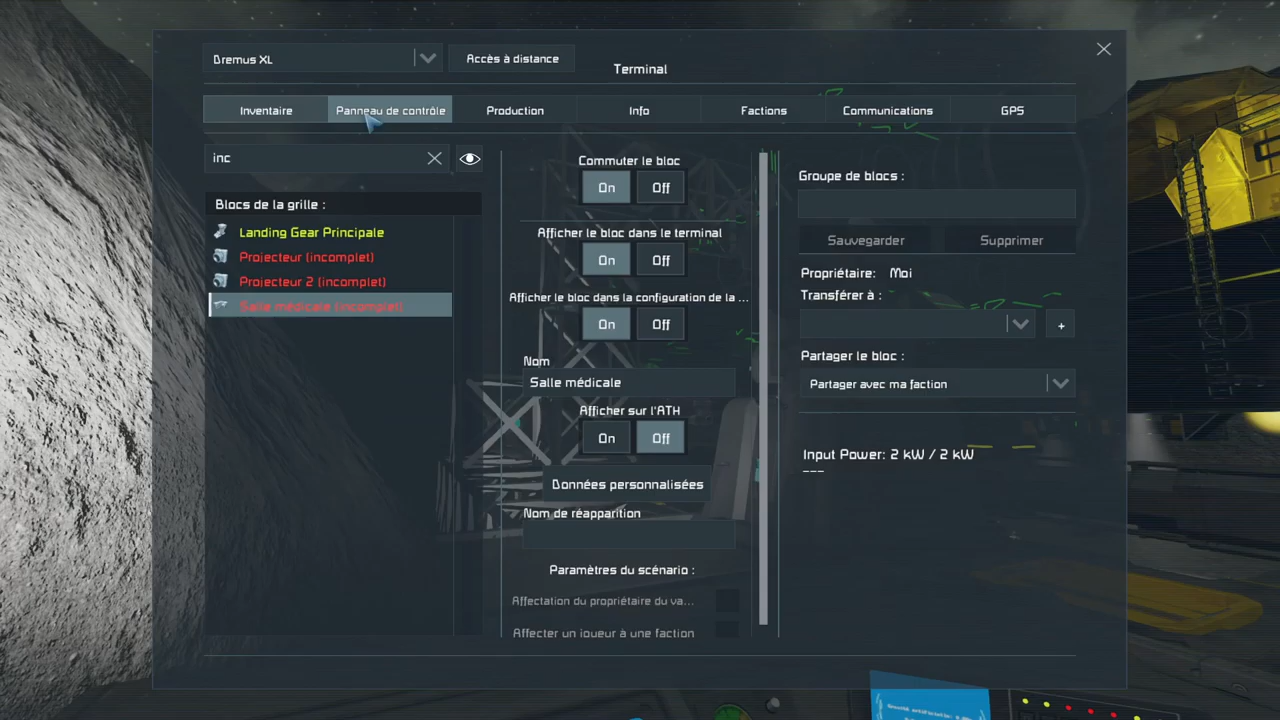 Bremus XL
Accès à distance
Terminal
Inventaire
Panneau de contrôle
Production
Info
Factions
Communications
GPS
inc
Blocs de la grille :
Landing Gear Principale
Projecteur (incomplet)
Projecteur 2 (incomplet)
Salle médicale (incomplet)
Commuter le bloc
On Off
Afficher le bloc dans le terminal
On Off
Afficher le bloc dans la configuration de la ...
On Off
Nom
Salle médicale
Afficher sur l'ATH
On Off
Données personnalisées
Nom de réapparition
Paramètres du scénario :
Affectation du propriétaire du va...
Affecter un joueur à une faction
Groupe de blocs :
Sauvegarder
Supprimer
Propriétaire: Moi
Transférer à :
+
Partager le bloc :
Partager avec ma faction
Input Power: 2 kW / 2 kW
---